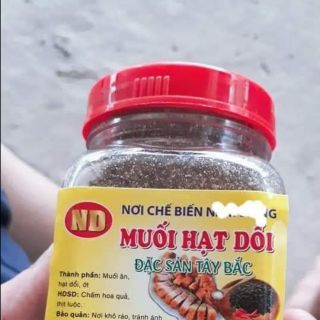 ND
NƠI CHẾ BIẾN
MUỐI HẠT DỔI
ĐẶC SẢN TÂY BẮC
Thành phần: Muối ăn,
hạt dổi, ớt
HDSD: Chấm hoa quả,
thịt luộc.
Bảo quản: Nơi khô ráo, tránh ánh